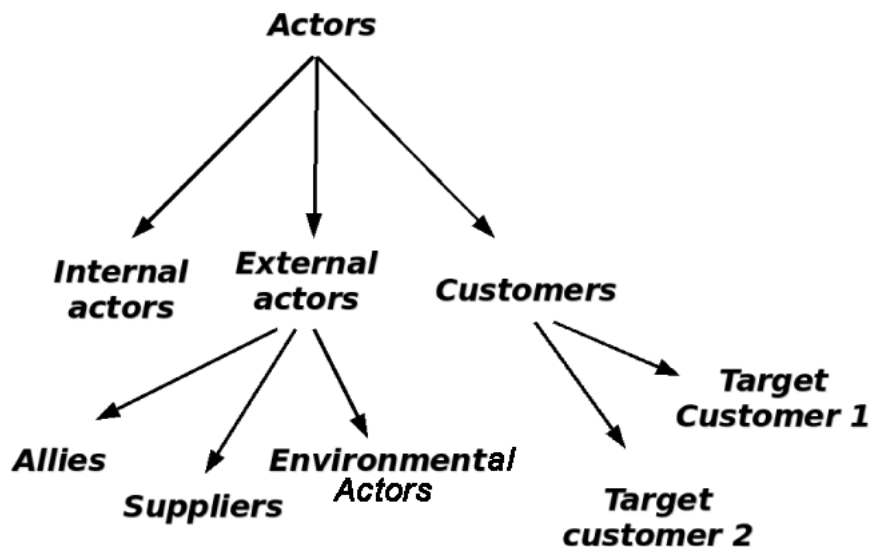 Actors
Internal
actors
External
actors
Customers
Allies
Suppliers
Environmental
Actors
Target
Customer 1
Target
customer 2